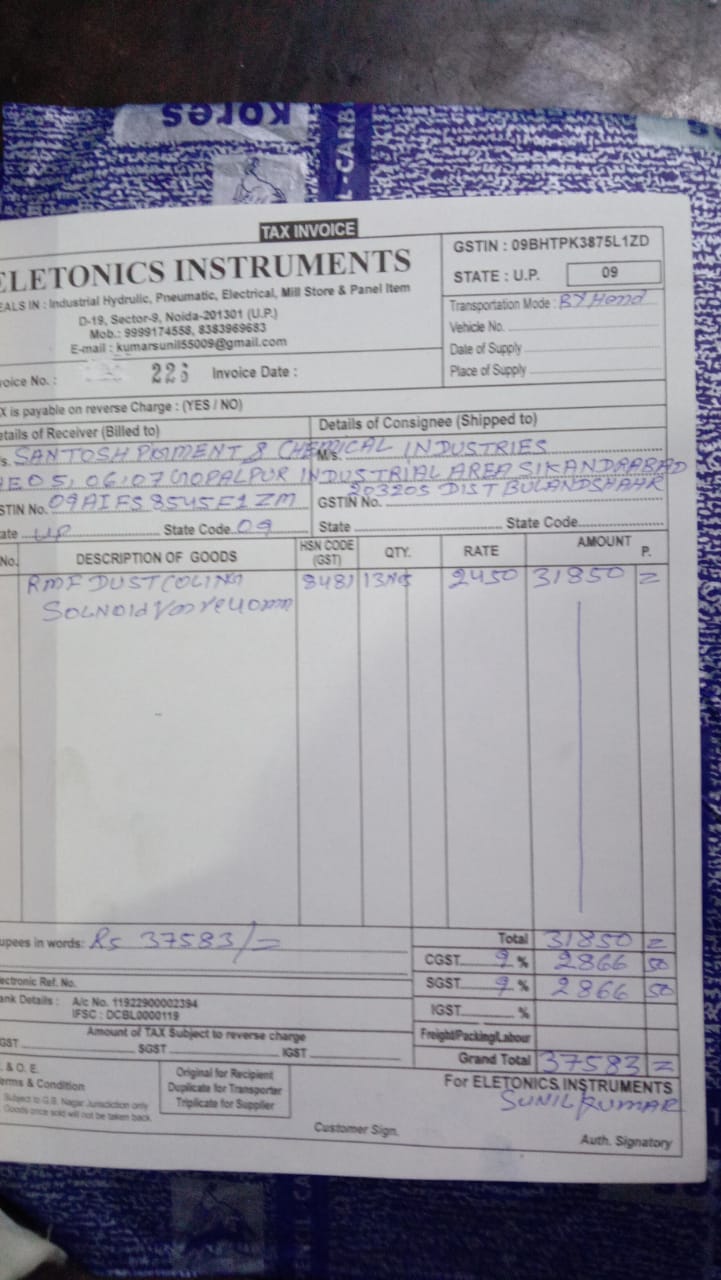 Kores
TAX INVOICE
ELETONICS INSTRUMENTS
EALS IN : Industrial Hydrulic, Pneumatic, Electrical, Mill Store & Panel Item
D-19, Sector-9, Noida-201301 (U.P.)
Mob.: 9999174558, 8383969683
E-mail : kumarsunil55009@gmail.com
GSTIN : 09BHTPK3875L1ZD
STATE : U.P. 09
Transportation Mode : BY Hand
Vehicle No.
Date of Supply
Place of Supply
voice No. : 226 Invoice Date :
X is payable on reverse Charge : (YES / NO)
etails of Receiver (Billed to)
Details of Consignee (Shipped to)
s. SANTOSH PIGMENT & CHEMICAL INDUSTRIES
M/s.
05, 06, 07 GOPALPUR INDUSTRIAL AREA SIKANDRABAD
203205 DIST BULANDSHAHR
STIN No. 09AIFS8545F1ZM GSTIN No.
ate UP State Code 09 State State Code
No. DESCRIPTION OF GOODS HSN CODE (GST) QTY. RATE AMOUNT P.
RMF DUST COLING 8481 13 2450 31850 =
SOLNOID
upees in words: Rs 37583/=
Total 31850 =
CGST 9 % 2866 50
SGST 9 % 2866 50
IGST %
Freight/Packing/Labour
Grand Total 37583 =
ectronic Ref. No.
ank Details : A/c No. 11922900002394
IFSC : DCBL0000119
Amount of TAX Subject to reverse charge
GST SGST IGST
. & O. E.
erms & Condition
Subject to G.B. Nagar Jurisdiction only
Goods once sold will not be taken back.
Original for Recipient
Duplicate for Transporter
Triplicate for Supplier
For ELETONICS INSTRUMENTS
SUNIL KUMAR
Customer Sign.
Auth. Signatory